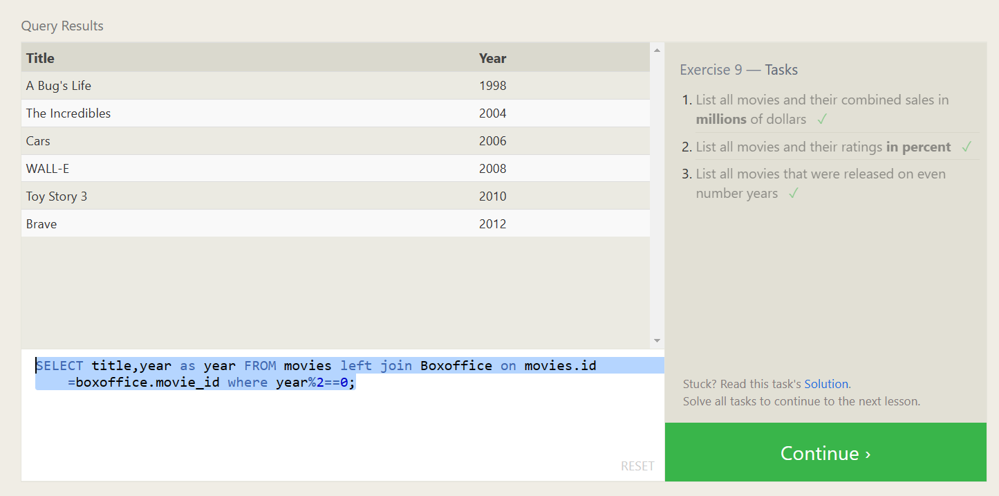 Query Results
Title Year
A Bug's Life 1998
The Incredibles 2004
Cars 2006
WALL-E 2008
Toy Story 3 2010
Brave 2012
SELECT title,year as year FROM movies left join Boxoffice on movies.id
=boxoffice.movie_id where year%2==0;
RESET
Exercise 9 — Tasks
1. List all movies and their combined sales in
millions of dollars ✓
2. List all movies and their ratings in percent ✓
3. List all movies that were released on even
number years ✓
Stuck? Read this task's Solution.
Solve all tasks to continue to the next lesson.
Continue ›